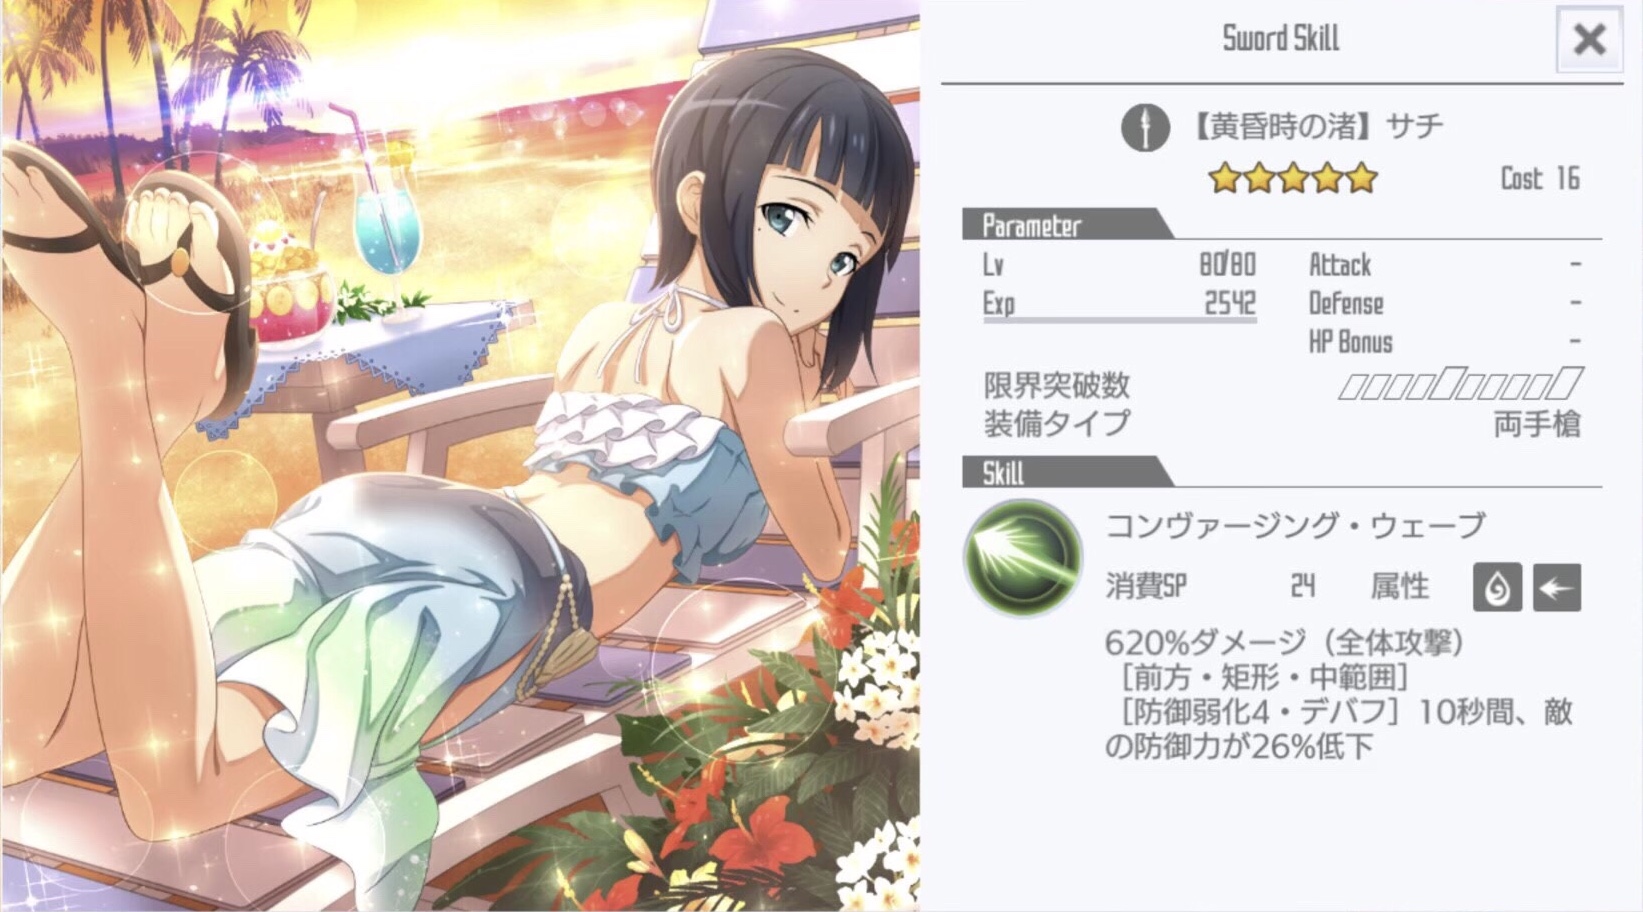 Sword Skill
【黄昏時の渚】サチ
Cost 16
Parameter
Lv 80/80 Attack -
Exp 2542 Defense -
HP Bonus -
限界突破数
装備タイプ 両手槍
Skill
コンヴァージング・ウェーブ
消費SP 24 属性
620%ダメージ（全体攻撃）
［前方・矩形・中範囲］
［防御弱化4・デバフ］10秒間、敵
の防御力が26%低下